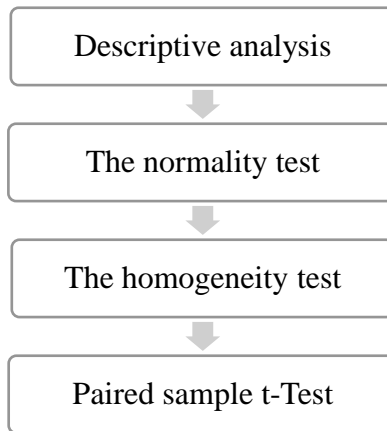 Descriptive analysis
The normality test
The homogeneity test
Paired sample t-Test